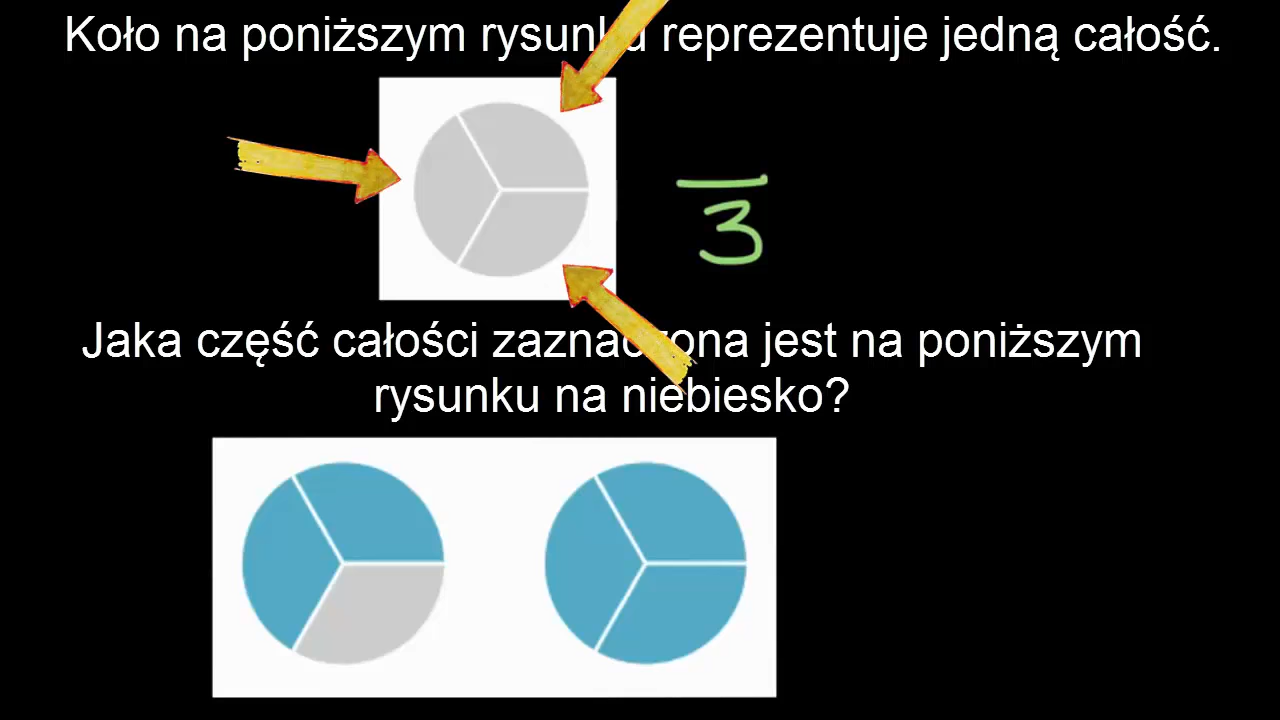 Koło na poniższym rysunku reprezentuje jedną całość.
3
Jaka część całości zaznaczona jest na poniższym
rysunku na niebiesko?